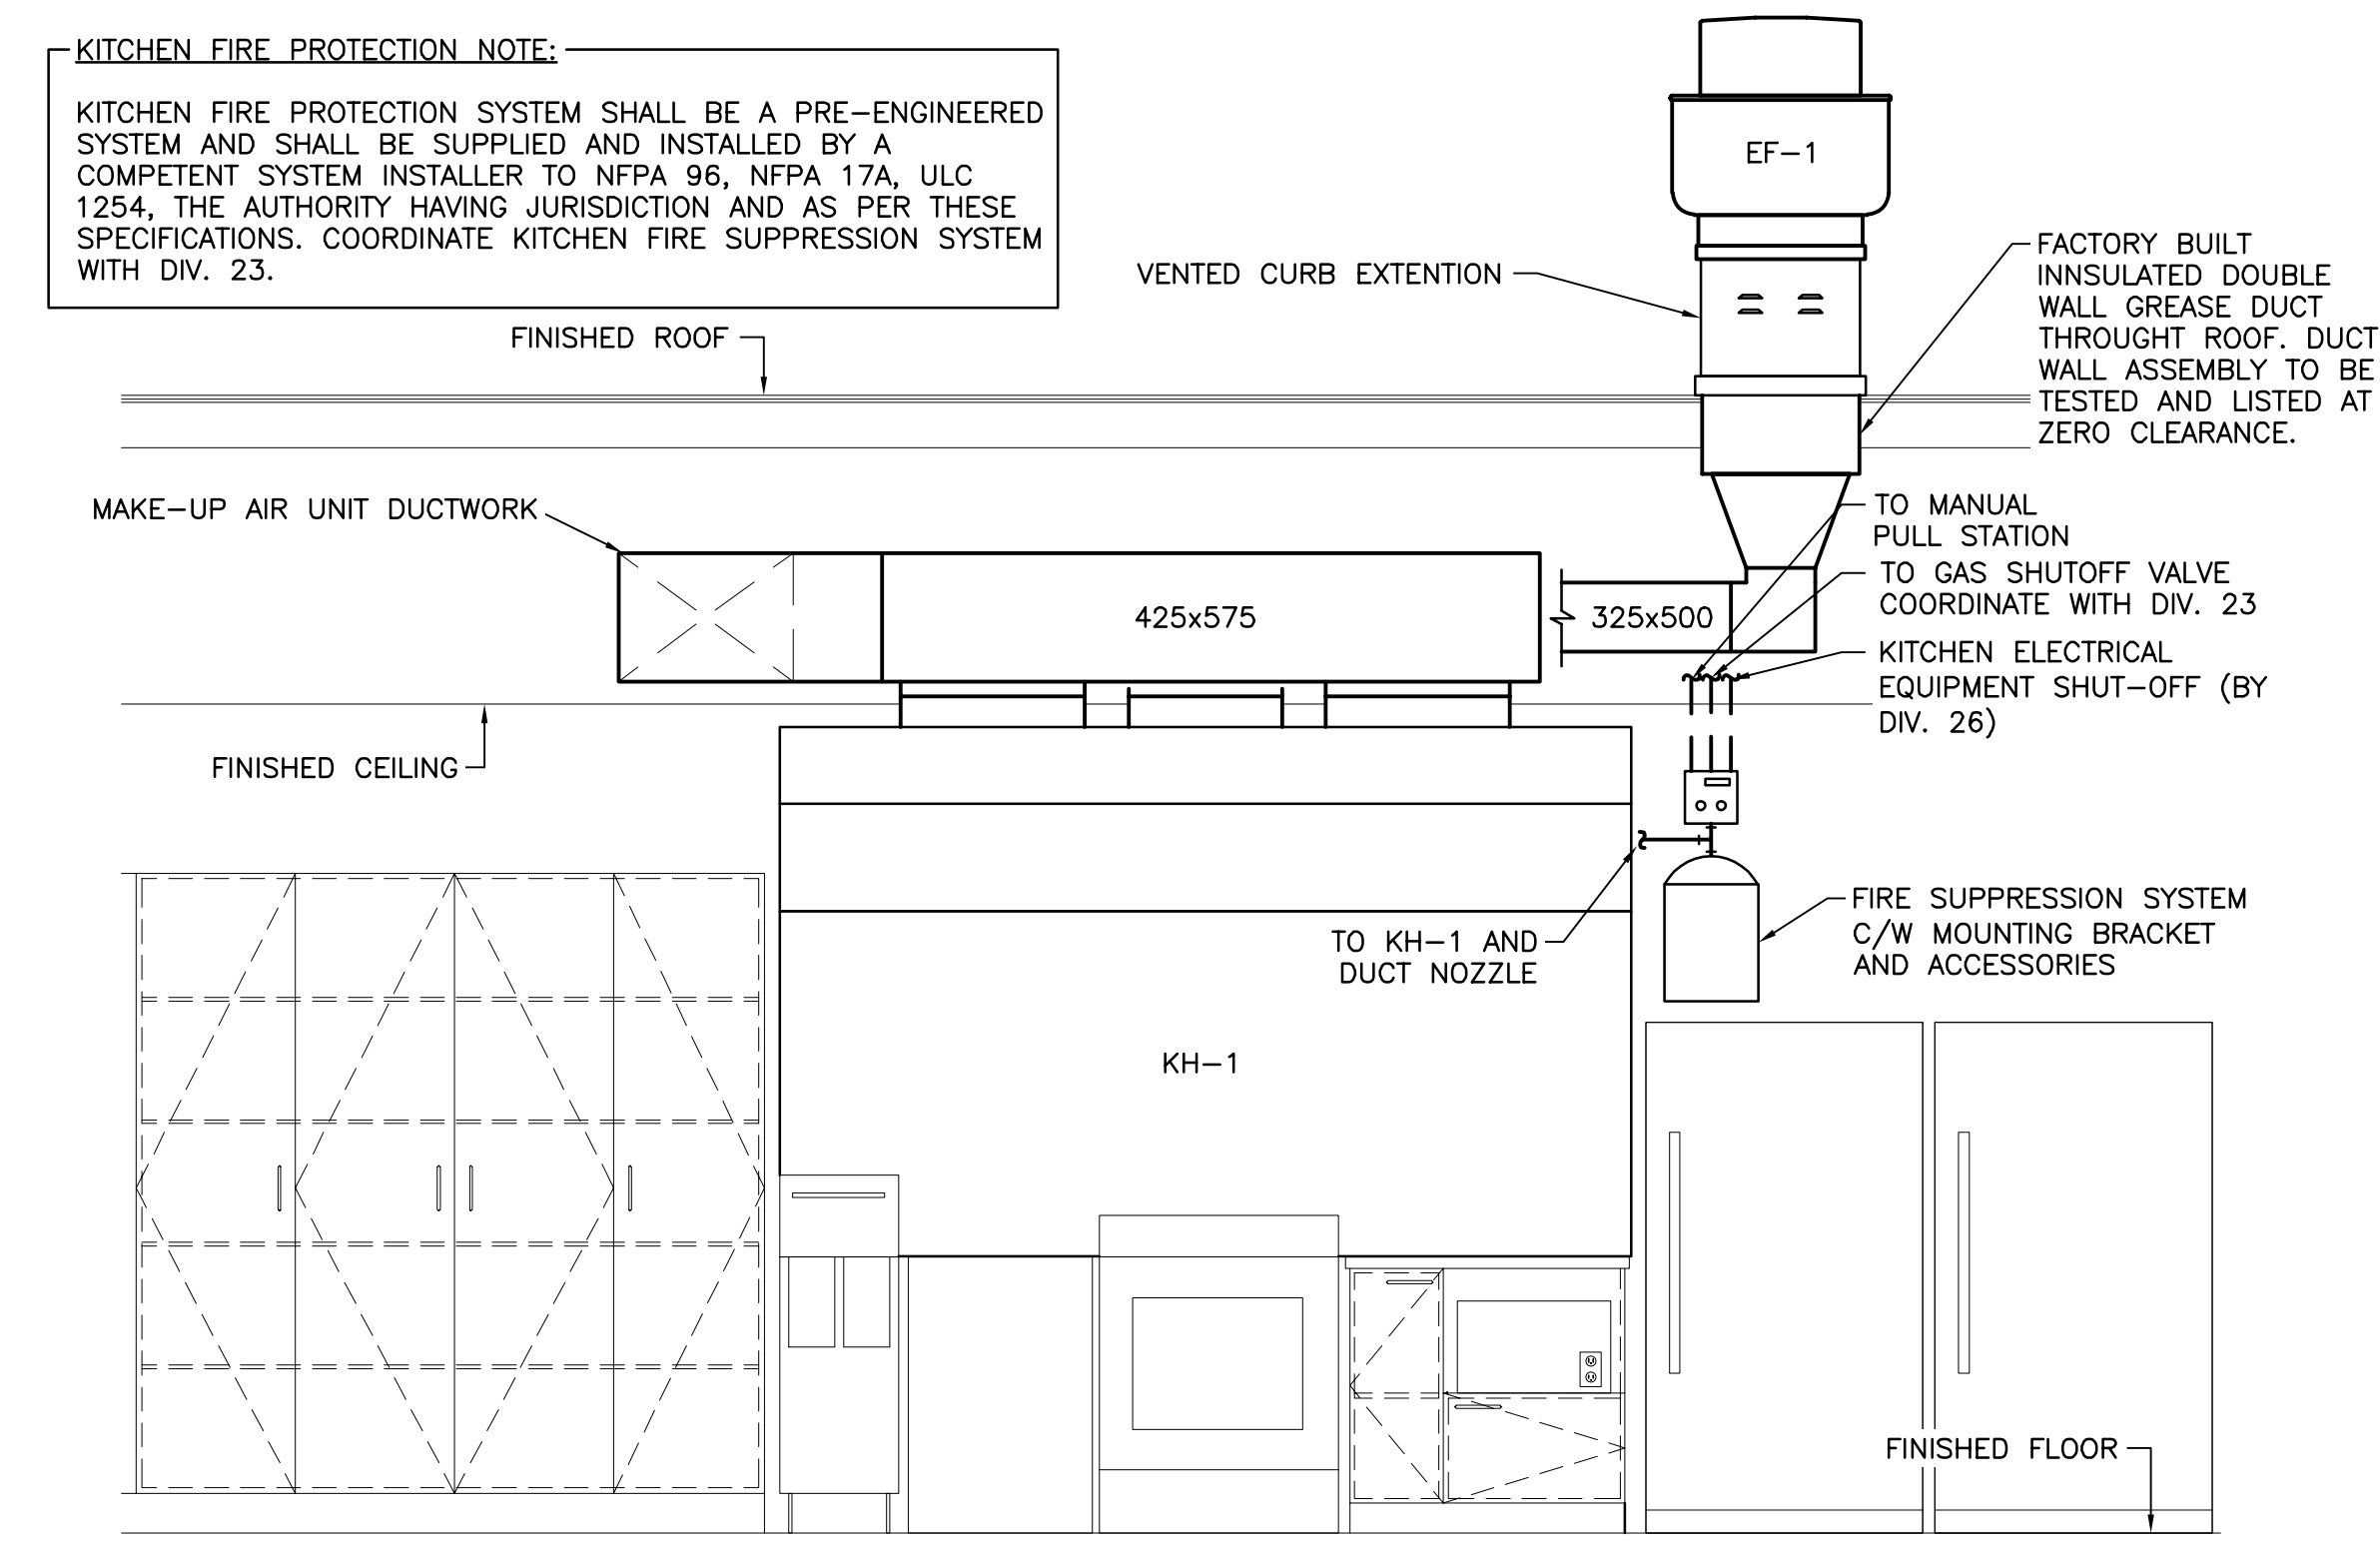 KITCHEN FIRE PROTECTION NOTE:
KITCHEN FIRE PROTECTION SYSTEM SHALL BE A PRE-ENGINEERED
SYSTEM AND SHALL BE SUPPLIED AND INSTALLED BY A
COMPETENT SYSTEM INSTALLER TO NFPA 96, NFPA 17A, ULC
1254, THE AUTHORITY HAVING JURISDICTION AND AS PER THESE
SPECIFICATIONS. COORDINATE KITCHEN FIRE SUPPRESSION SYSTEM
WITH DIV. 23.
EF-1
VENTED CURB EXTENTION
FACTORY BUILT
INNSULATED DOUBLE
WALL GREASE DUCT
THROUGHT ROOF. DUCT
WALL ASSEMBLY TO BE
TESTED AND LISTED AT
ZERO CLEARANCE.
FINISHED ROOF
MAKE-UP AIR UNIT DUCTWORK
425x575
325x500
TO MANUAL
PULL STATION
TO GAS SHUTOFF VALVE
COORDINATE WITH DIV. 23
KITCHEN ELECTRICAL
EQUIPMENT SHUT-OFF (BY
DIV. 26)
FINISHED CEILING
TO KH-1 AND
DUCT NOZZLE
FIRE SUPPRESSION SYSTEM
C/W MOUNTING BRACKET
AND ACCESSORIES
KH-1
FINISHED FLOOR